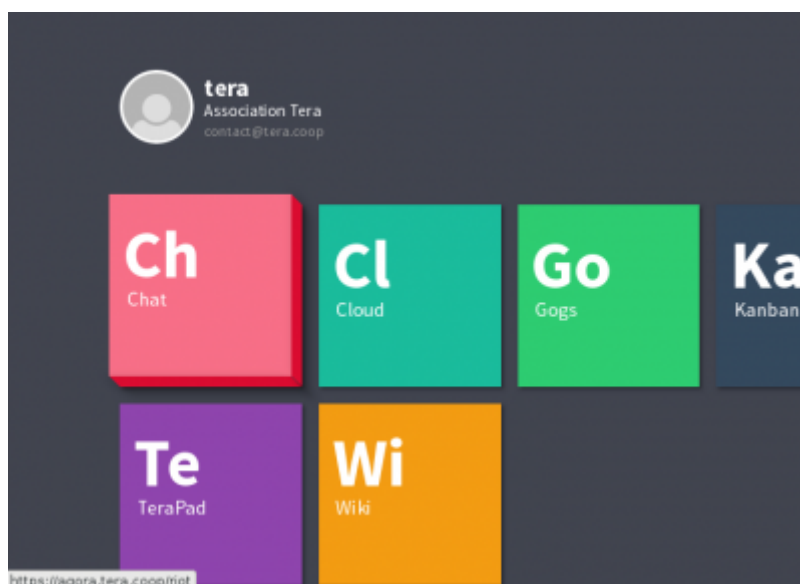 tera
Association Tera
contact@tera.coop
Ch
Chat
Cl
Cloud
Go
Gogs
Ka
Kanban
Te
TeraPad
Wi
Wiki
https://agora.tera.coop/riot